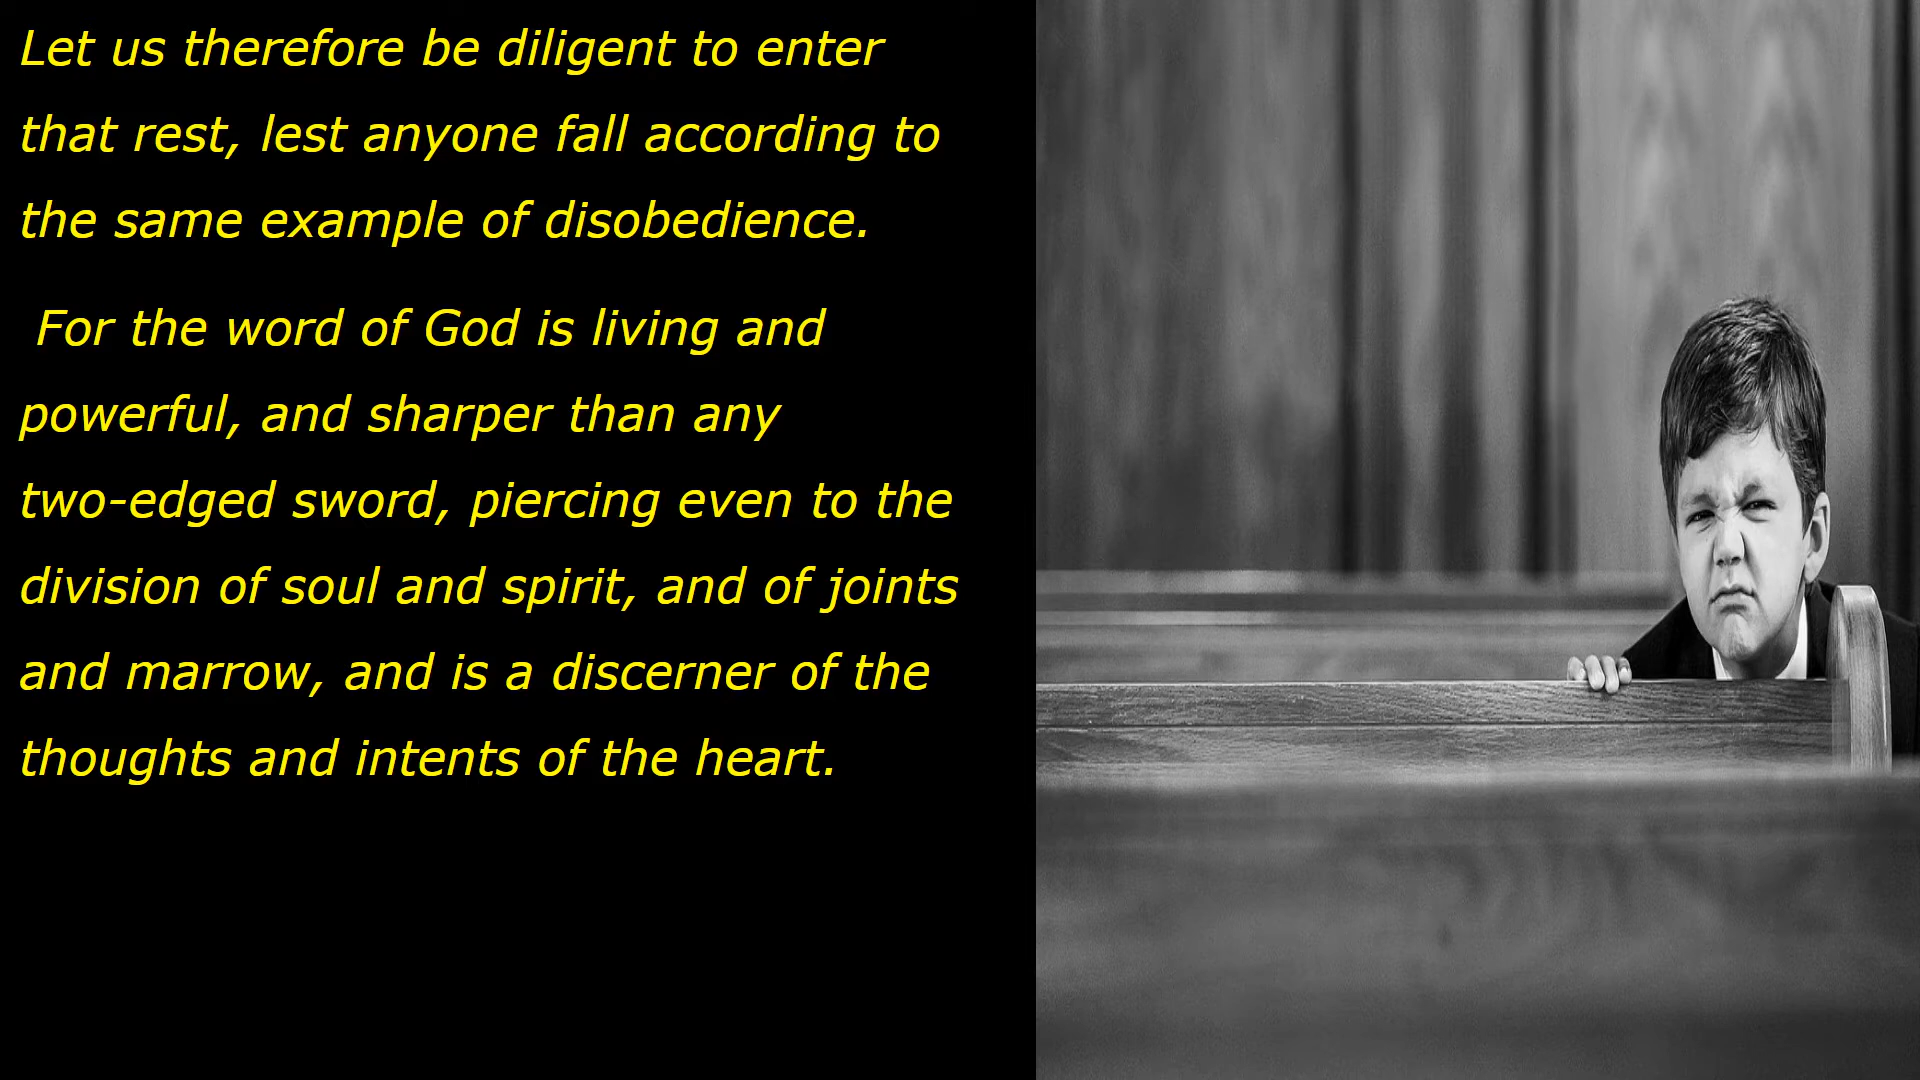 Let us therefore be diligent to enter
that rest, lest anyone fall according to
the same example of disobedience.
For the word of God is living and
powerful, and sharper than any
two-edged sword, piercing even to the
division of soul and spirit, and of joints
and marrow, and is a discerner of the
thoughts and intents of the heart.